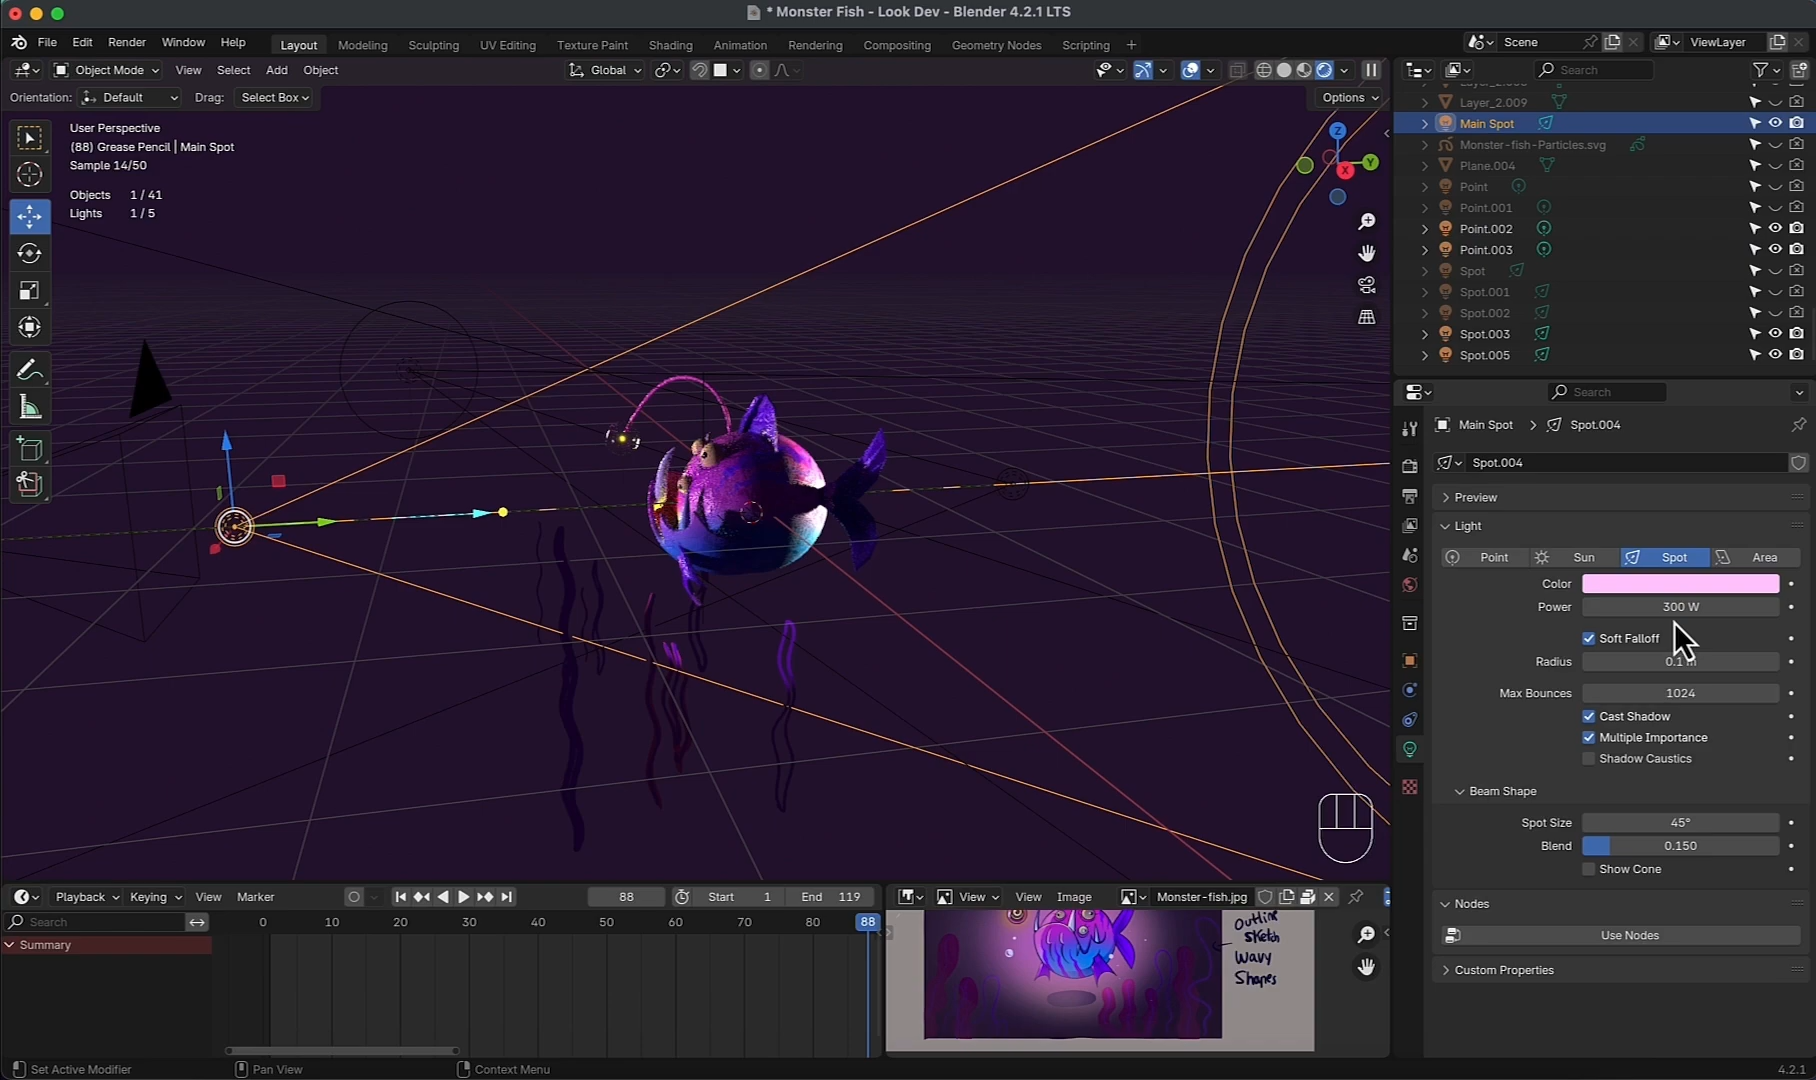 * Monster Fish - Look Dev - Blender 4.2.1 LTS
File Edit Render Window Help Layout Modeling Sculpting UV Editing Texture Paint Shading Animation Rendering Compositing Geometry Nodes Scripting + Scene ViewLayer
Object Mode View Select Add Object Global Search
Orientation: Default Drag: Select Box Options
User Perspective
(88) Grease Pencil | Main Spot
Sample 14/50
Objects 1 / 41
Lights 1 / 5
Z
Y
X
Layer_2.009
Main Spot
Monster-fish-Particles.svg
Plane.004
Point
Point.001
Point.002
Point.003
Spot
Spot.001
Spot.002
Spot.003
Spot.005
Search
Main Spot > Spot.004
Spot.004
Preview
Light
Point Sun Spot Area
Color
Power 300 W
Soft Falloff
Radius 0.1 m
Max Bounces 1024
Cast Shadow
Multiple Importance
Shadow Caustics
Beam Shape
Spot Size 45°
Blend 0.150
Show Cone
Nodes
Use Nodes
Custom Properties
Playback Keying View Marker 88 Start 1 End 119
Search 0 10 20 30 40 50 60 70 80 88
Summary
View View Image Monster-fish.jpg
Outline
Sketch
Wavy
Shapes
Set Active Modifier Pan View Context Menu 4.2.1